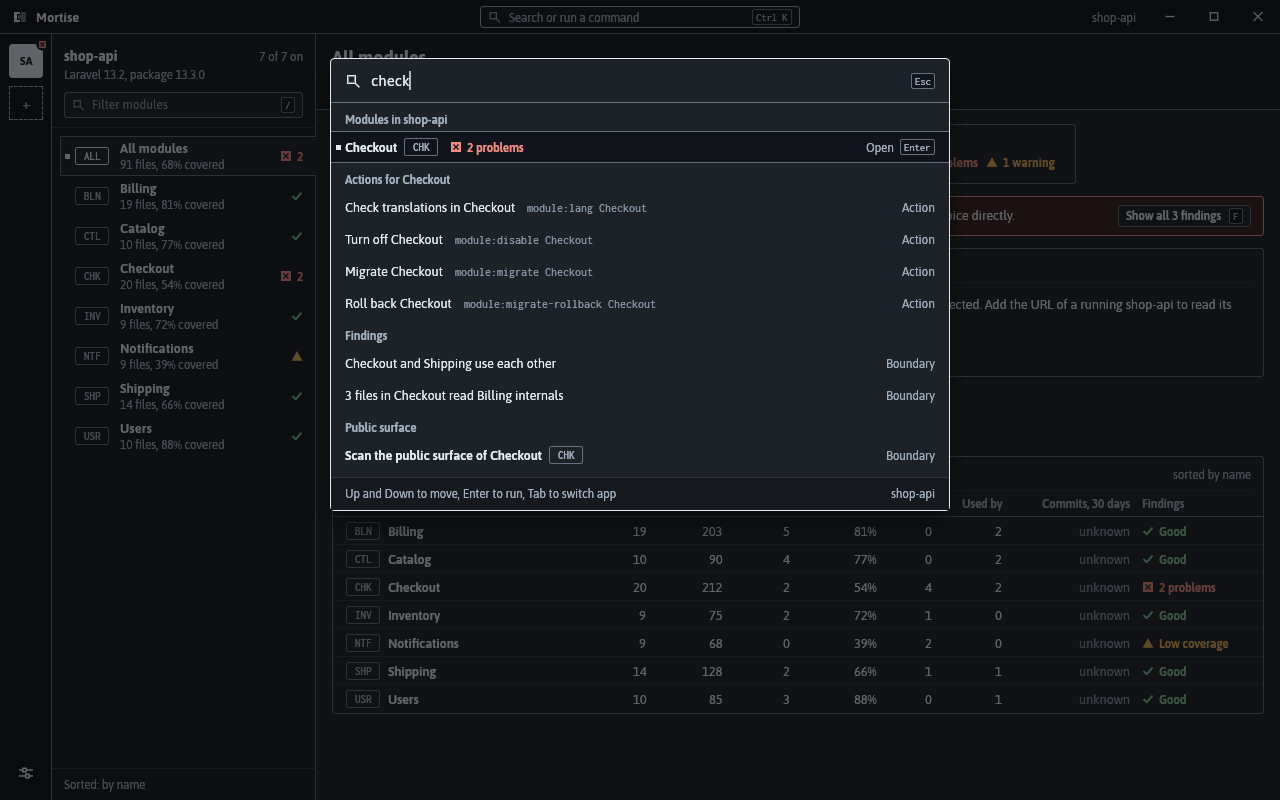 Mortise
Search or run a command
Ctrl K
shop-api
SA
+
shop-api
7 of 7 on
Laravel 13.2, package 13.3.0
Filter modules
/
ALL
All modules
91 files, 68% covered
2
BLN
Billing
19 files, 81% covered
CTL
Catalog
10 files, 77% covered
CHK
Checkout
20 files, 54% covered
2
INV
Inventory
9 files, 72% covered
NTF
Notifications
9 files, 39% covered
SHP
Shipping
14 files, 66% covered
USR
Users
10 files, 88% covered
Sorted: by name
All modules
check
Esc
Modules in shop-api
Checkout CHK 2 problems Open Enter
Actions for Checkout
Check translations in Checkout module:lang Checkout Action
Turn off Checkout module:disable Checkout Action
Migrate Checkout module:migrate Checkout Action
Roll back Checkout module:migrate-rollback Checkout Action
Findings
Checkout and Shipping use each other Boundary
3 files in Checkout read Billing internals Boundary
Public surface
Scan the public surface of Checkout CHK Boundary
Up and Down to move, Enter to run, Tab to switch app shop-api
1 warning
directly.
Show all 3 findings F
Add the URL of a running shop-api to read its
sorted by name
Used by Commits, 30 days Findings
BLN Billing 19 203 5 81% 0 2 unknown Good
CTL Catalog 10 90 4 77% 0 2 unknown Good
CHK Checkout 20 212 2 54% 4 2 unknown 2 problems
INV Inventory 9 75 2 72% 1 0 unknown Good
NTF Notifications 9 68 0 39% 2 0 unknown Low coverage
SHP Shipping 14 128 2 66% 1 1 unknown Good
USR Users 10 85 3 88% 0 1 unknown Good